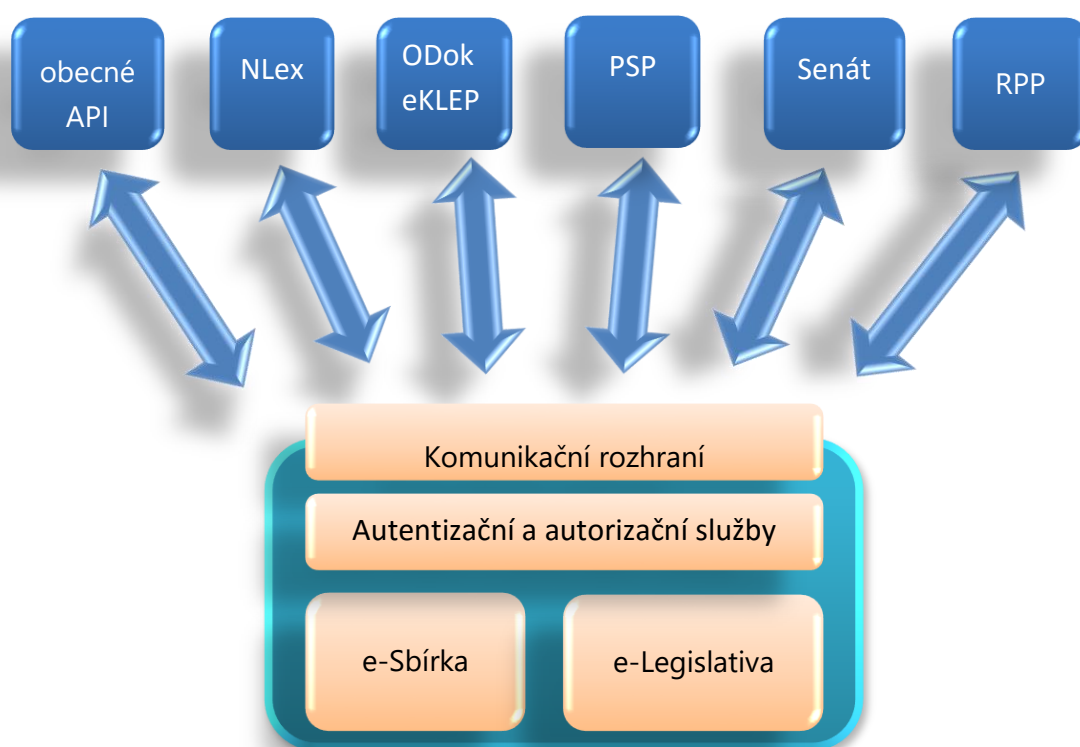 obecné
API
NLex
ODok
eKLEP
PSP
Senát
RPP
Komunikační rozhraní
Autentizační a autorizační služby
e-Sbírka
e-Legislativa